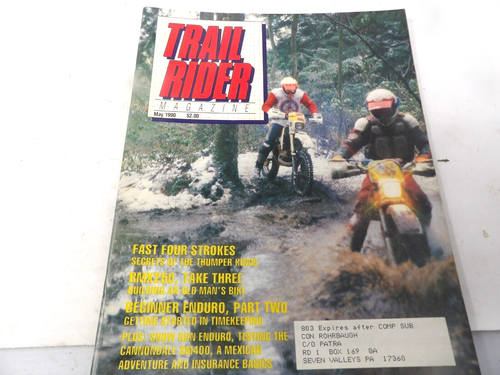 TRAIL
RIDER
MAGAZINE
May 1990 $2.00
FAST FOUR STROKES
SECRETS OF THE THUMPER KINGS
RMX250, TAKE THREE
BUILDING AN OLD MAN'S BIKE
BEGINNER ENDURO, PART TWO
GETTING STARTED IN TIMEKEEPING
PLUS: SNOW RUN ENDURO, TESTING THE
CANNONDALE SM400, A MEXICAN
ADVENTURE AND INSURANCE BASICS
803 Expires after COMP SUB
CON ROHRBAUGH
C/O PATRA
RD 1 BOX 169 8A
SEVEN VALLEYS PA 17360